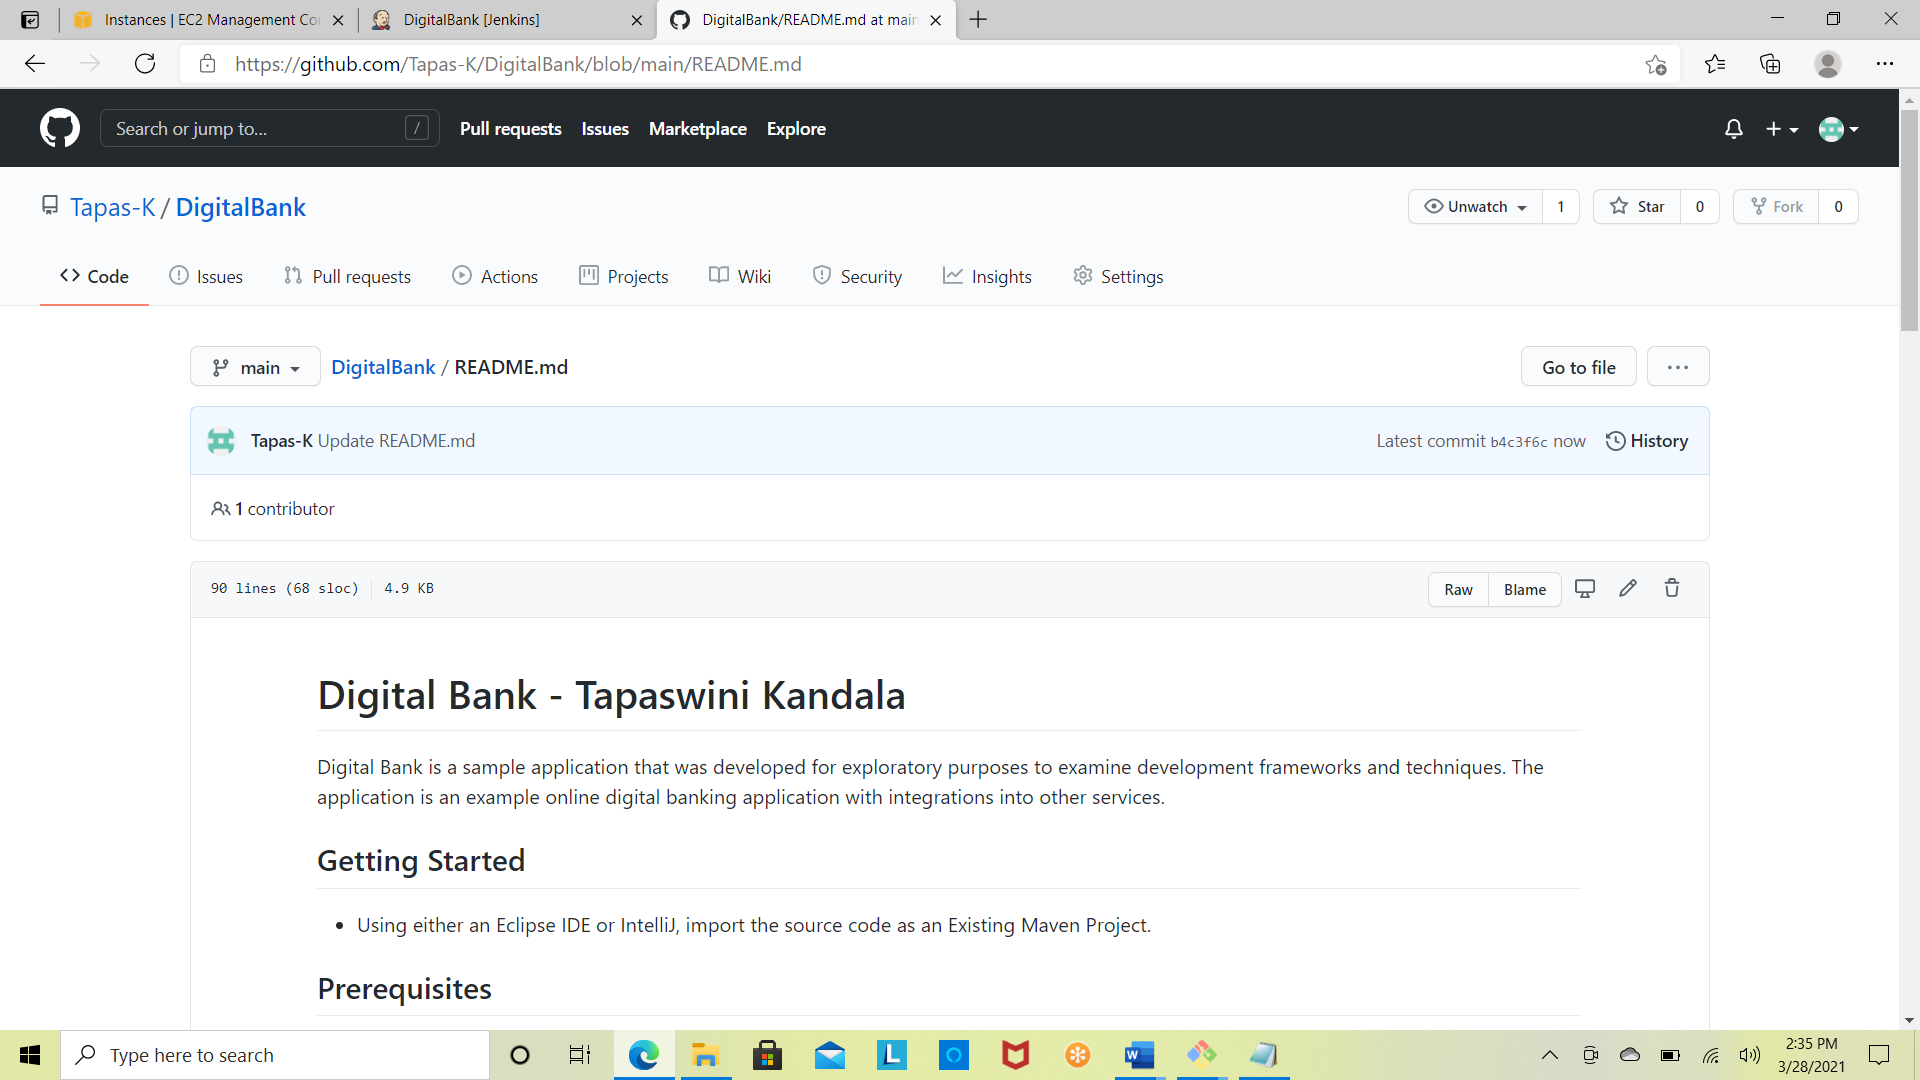 Instances | EC2 Management Co
DigitalBank [Jenkins]
DigitalBank/README.md at main
https://github.com/Tapas-K/DigitalBank/blob/main/README.md
Search or jump to... /
Pull requests Issues Marketplace Explore
Tapas-K / DigitalBank
Unwatch 1 Star 0 Fork 0
Code Issues Pull requests Actions Projects Wiki Security Insights Settings
main DigitalBank / README.md Go to file ...
Tapas-K Update README.md Latest commit b4c3f6c now History
1 contributor
90 lines (68 sloc) 4.9 KB Raw Blame
Digital Bank - Tapaswini Kandala
Digital Bank is a sample application that was developed for exploratory purposes to examine development frameworks and techniques. The
application is an example online digital banking application with integrations into other services.
Getting Started
• Using either an Eclipse IDE or IntelliJ, import the source code as an Existing Maven Project.
Prerequisites
Type here to search
L
W
2:35 PM
3/28/2021